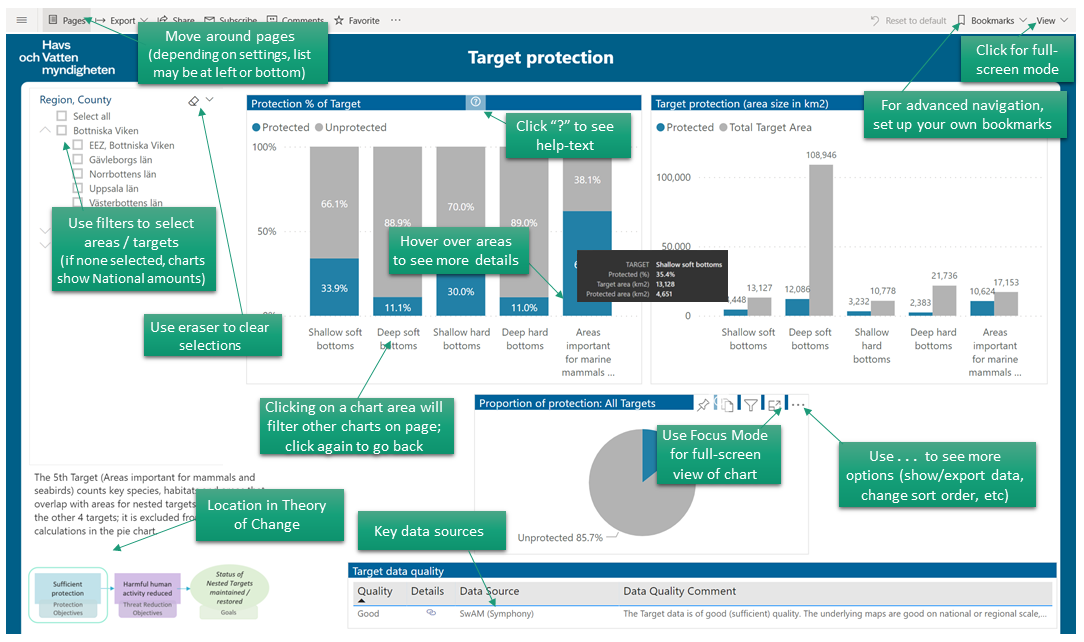 Pages
Export
Share
Subscribe
Comments
Favorite
Reset to default
Bookmarks
View
Move around pages
(depending on settings, list
may be at left or bottom)
Click for full-
screen mode
Havs
och Vatten
myndigheten
Target protection
For advanced navigation,
set up your own bookmarks
Region, County
Select all
Bottniska Viken
EEZ, Bottniska Viken
Gävleborgs län
Norrbottens län
Uppsala län
Västerbottens län
Use filters to select
areas / targets
(if none selected, charts
show National amounts)
Use eraser to clear
selections
Protection % of Target
?
Protected
Unprotected
Click “?” to see
help-text
100%
50%
0%
66.1%
88.9%
70.0%
89.0%
38.1%
33.9%
11.1%
30.0%
11.0%
Hover over areas
to see more details
TARGET Shallow soft bottoms
Protected (%) 35.4%
Target area (km2) 13,128
Protected area (km2) 4,651
Shallow soft
bottoms
Deep soft
bottoms
Shallow hard
bottoms
Deep hard
bottoms
Areas
important
for marine
mammals ...
Target protection (area size in km2)
Protected
Total Target Area
100,000
50,000
0
,448
13,127
12,086
108,946
3,232
10,778
2,383
21,736
10,624
17,153
Shallow soft
bottoms
Deep soft
bottoms
Shallow
hard
bottoms
Deep hard
bottoms
Areas
important
for marine
mammals ...
Clicking on a chart area will
filter other charts on page;
click again to go back
Proportion of protection: All Targets
Use Focus Mode
for full-screen
view of chart
Use . . . to see more
options (show/export data,
change sort order, etc)
Unprotected 85.7%
The 5th Target (Areas important for mammals and
seabirds) counts key species, habitats
overlap with areas for nested targets
the other 4 targets; it is excluded from
calculations in the pie chart.
Location in Theory
of Change
Key data sources
Sufficient
protection
Protection
Objectives
Harmful human
activity reduced
Threat Reduction
Objectives
Status of
Nested Targets
maintained /
restored
Goals
Target data quality
Quality Details Data Source Data Quality Comment
Good SwAM (Symphony) The Target data is of good (sufficient) quality. The underlying maps are good on national or regional scale,...